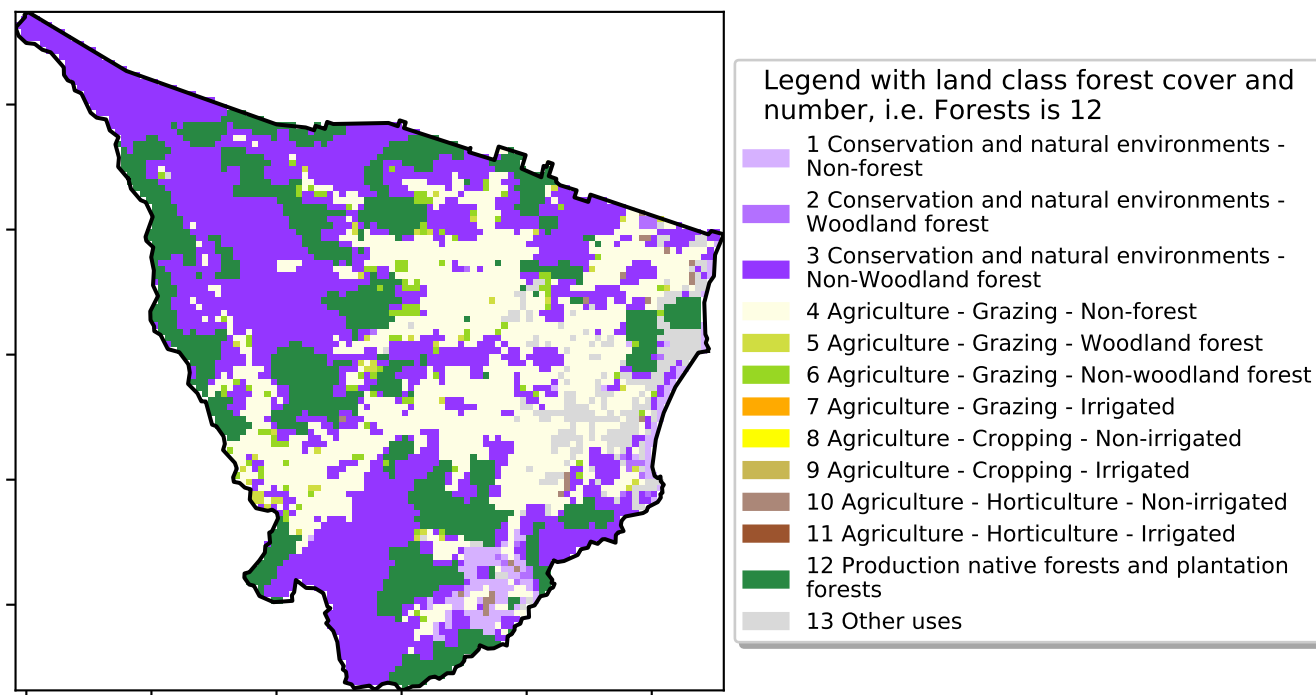 Legend with land class forest cover and
number, i.e. Forests is 12
1 Conservation and natural environments -
Non-forest
2 Conservation and natural environments -
Woodland forest
3 Conservation and natural environments -
Non-Woodland forest
4 Agriculture - Grazing - Non-forest
5 Agriculture - Grazing - Woodland forest
6 Agriculture - Grazing - Non-woodland forest
7 Agriculture - Grazing - Irrigated
8 Agriculture - Cropping - Non-irrigated
9 Agriculture - Cropping - Irrigated
10 Agriculture - Horticulture - Non-irrigated
11 Agriculture - Horticulture - Irrigated
12 Production native forests and plantation
forests
13 Other uses